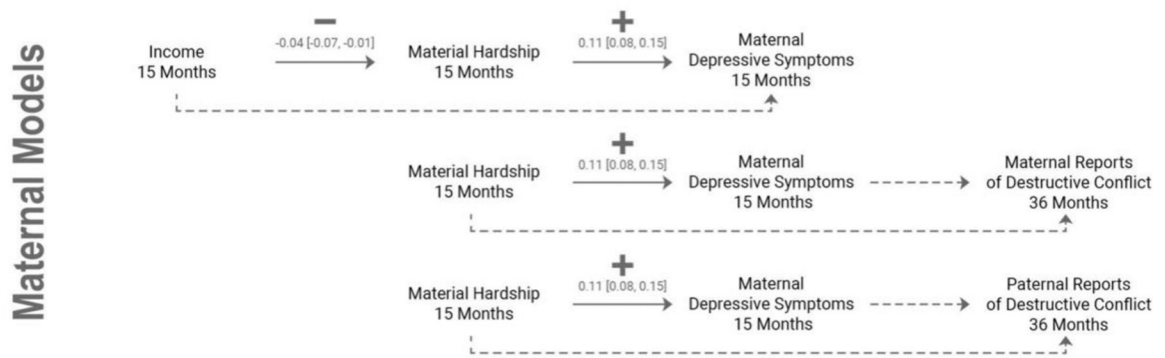 Maternal Models
−
+
-0.04 [-0.07, -0.01]
0.11 [0.08, 0.15]
Income
15 Months
Material Hardship
15 Months
Maternal
Depressive Symptoms
15 Months
+
0.11 [0.08, 0.15]
Material Hardship
15 Months
Maternal
Depressive Symptoms
15 Months
Maternal Reports
of Destructive Conflict
36 Months
+
0.11 [0.08, 0.15]
Material Hardship
15 Months
Maternal
Depressive Symptoms
15 Months
Paternal Reports
of Destructive Conflict
36 Months